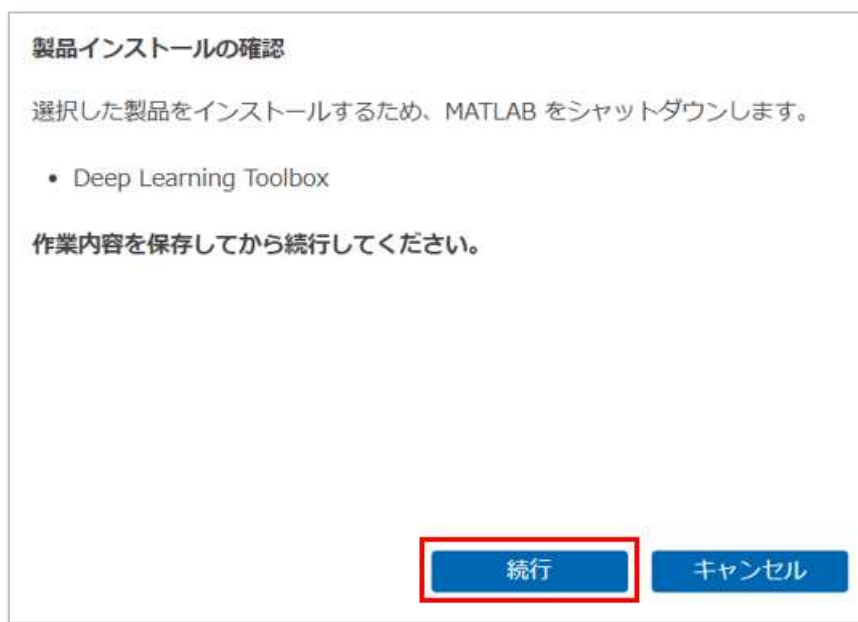 製品インストールの確認
選択した製品をインストールするため、MATLAB をシャットダウンします。
• Deep Learning Toolbox
作業内容を保存してから続行してください。
続行
キャンセル